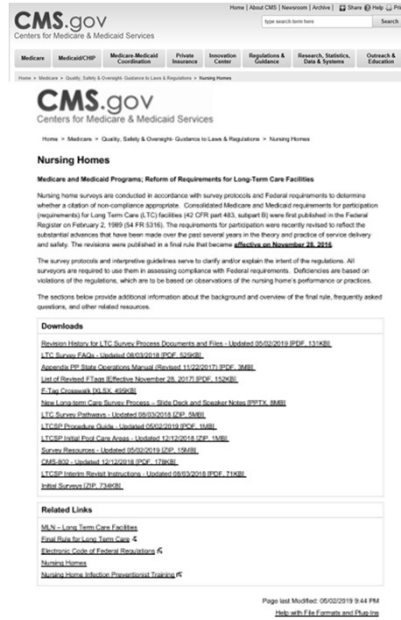 Home | About CMS | Newsroom | Archive | Share Help
CMS.gov
type search term here Search
Centers for Medicare & Medicaid Services
Medicare Medicaid/CHIP Medicare-Medicaid Coordination Private Insurance Innovation Center Regulations & Guidance Research, Statistics, Data & Systems Outreach & Education
Home > Medicare > Quality, Safety & Oversight- Guidance to Laws & Regulations > Nursing Homes
CMS.gov
Centers for Medicare & Medicaid Services
Home > Medicare > Quality, Safety & Oversight- Guidance to Laws & Regulations > Nursing Homes
Nursing Homes
Medicare and Medicaid Programs; Reform of Requirements for Long-Term Care Facilities
Nursing home surveys are conducted in accordance with survey protocols and Federal requirements to determine
whether a citation of non-compliance appropriate. Consolidated Medicare and Medicaid requirements for participation
(requirements) for Long Term Care (LTC) facilities (42 CFR part 483, subpart B) were first published in the Federal
Register on February 2, 1989 (54 FR 5316). The requirements for participation were recently revised to reflect the
substantial advances that have been made over the past several years in the theory and practice of service delivery
and safety. The revisions were published in a final rule that became effective on November 28, 2016.
The survey protocols and interpretive guidelines serve to clarify and/or explain the intent of the regulations. All
surveyors are required to use them in assessing compliance with Federal requirements. Deficiencies are based on
violations of the regulations, which are to be based on observations of the nursing home's performance or practices.
The sections below provide additional information about the background and overview of the final rule, frequently asked
questions, and other related resources.
Downloads
Revision History for LTC Survey Process Documents and Files - Updated 05/02/2019 [PDF, 131KB]
LTC Survey FAQs - Updated 08/03/2018 [PDF, 525KB]
Appendix PP State Operations Manual (Revised 11/22/2017) [PDF, 3MB]
List of Revised FTags [Effective November 28, 2017] [PDF, 152KB]
F-Tag Crosswalk [XLSX, 495KB]
New Long-term Care Survey Process – Slide Deck and Speaker Notes [PPTX, 8MB]
LTC Survey Pathways - Updated 08/03/2018 [ZIP, 5MB]
LTCSP Procedure Guide - Updated 05/02/2019 [PDF, 1MB]
LTCSP Initial Pool Care Areas - Updated 12/12/2018 [ZIP, 1MB]
Survey Resources - Updated 05/02/2019 [ZIP, 15MB]
CMS-802 - Updated 12/12/2018 [PDF, 178KB]
LTCSP Interim Revisit Instructions - Updated 08/03/2018 [PDF, 71KB]
Initial Surveys [ZIP, 734KB]
Related Links
MLN – Long Term Care Facilities
Final Rule for Long Term Care
Electronic Code of Federal Regulations
Nursing Homes
Nursing Home Infection Preventionist Training
Page last Modified: 05/02/2019 9:44 PM
Help with File Formats and Plug-Ins